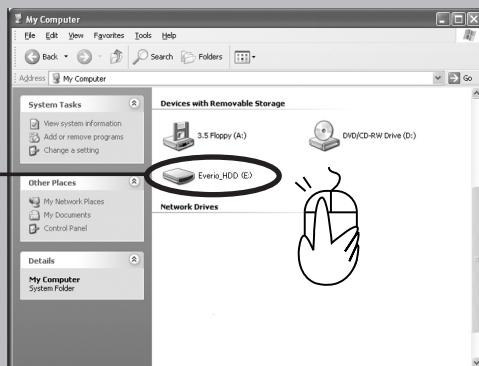 My Computer
File Edit View Favorites Tools Help
Back Search Folders
Address My Computer Go
System Tasks
View system information
Add or remove programs
Change a setting
Other Places
My Network Places
My Documents
Control Panel
Details
My Computer
System Folder
Devices with Removable Storage
3.5 Floppy (A:) DVD/CD-RW Drive (D:)
Everio_HDD (E:)
Network Drives